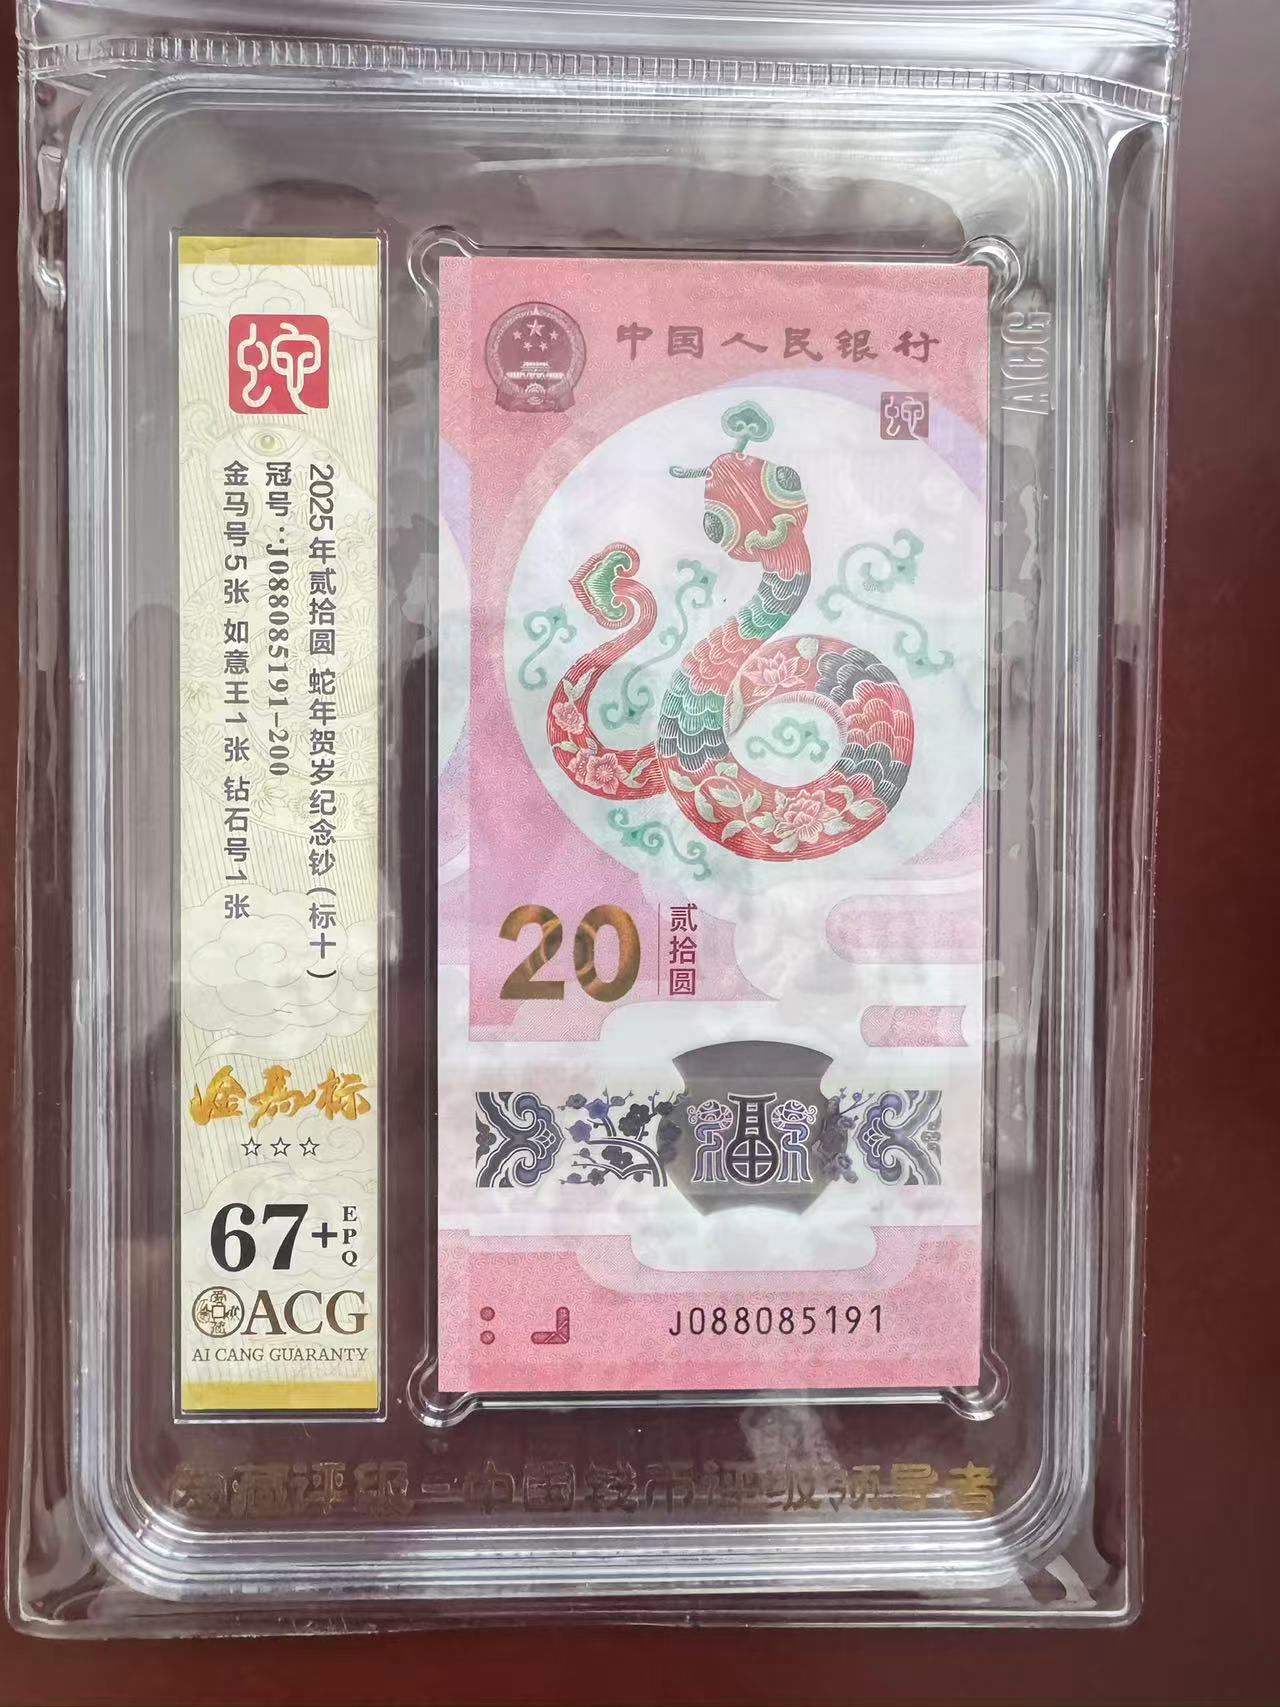 蛇
2025年贰拾圆 蛇年贺岁纪念钞(标十)
冠号:J088085191-200
金马号5张 如意王1张 钻石号1张
金马标
☆☆☆
67+ EPQ
ACG
AI CANG GUARANTY
中国人民银行
蛇
20 贰拾圆
J088085191
ACG
爱藏评级-中国钱币评级领导者